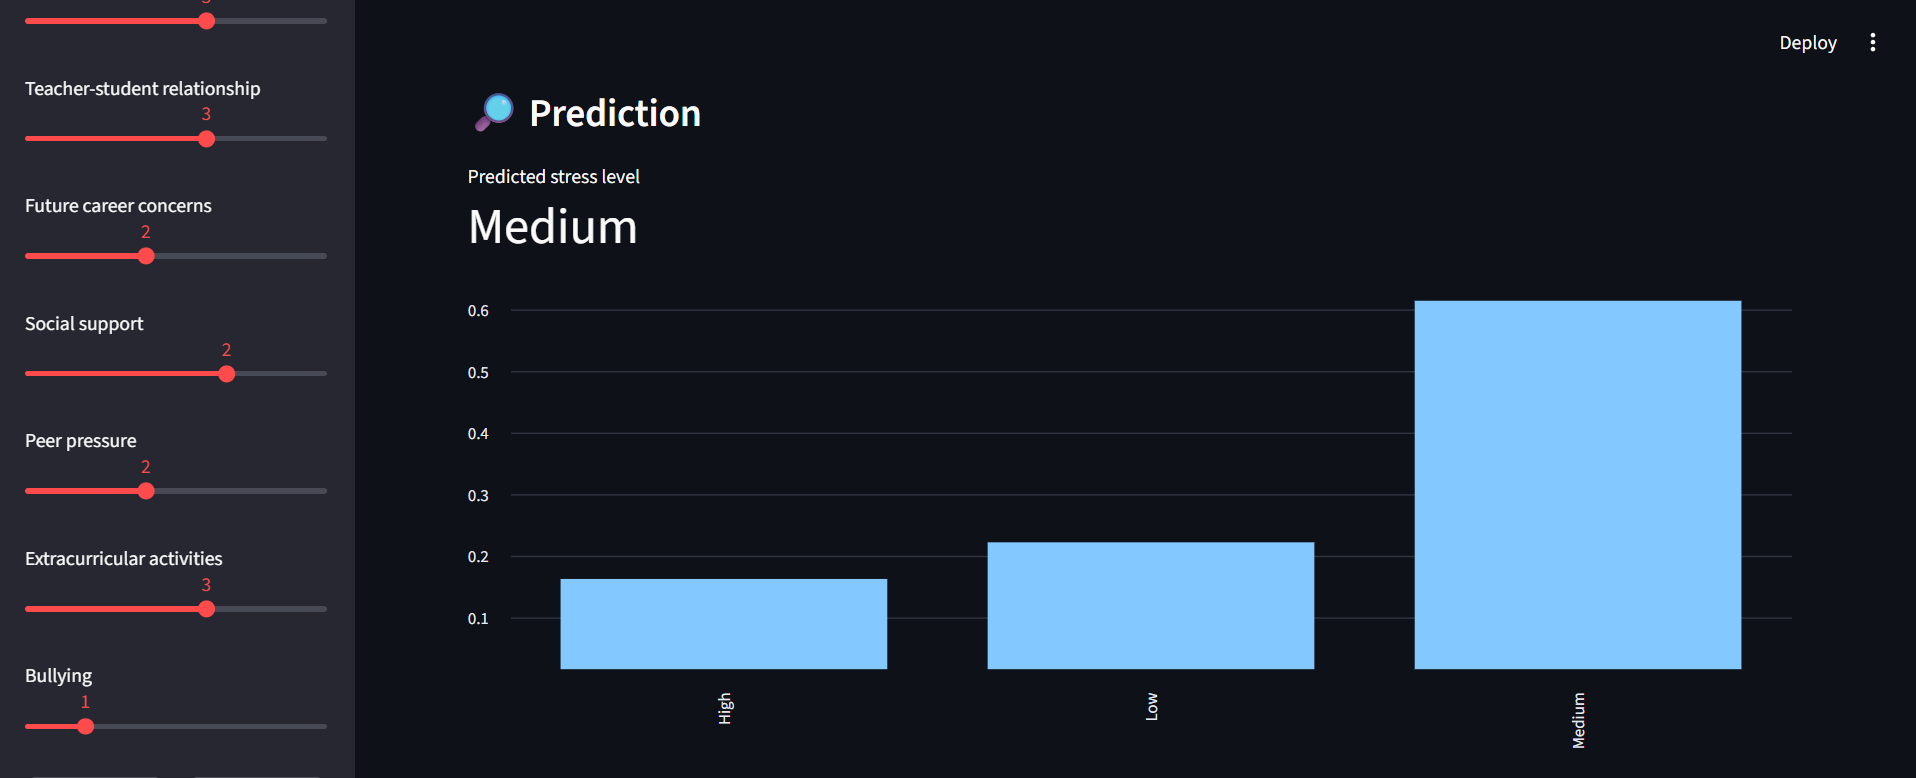 Teacher-student relationship
3
Future career concerns
2
Social support
2
Peer pressure
2
Extracurricular activities
3
Bullying
1
Deploy
Prediction
Predicted stress level
Medium
0.6
0.5
0.4
0.3
0.2
0.1
High
Low
Medium